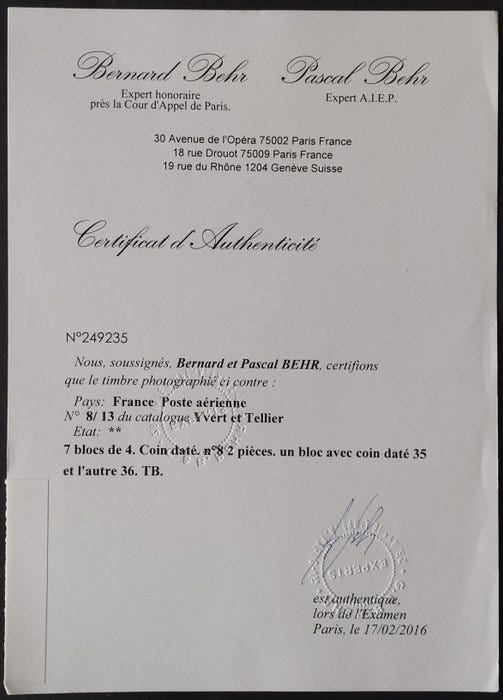 Bernard Behr Pascal Behr
Expert honoraire
près la Cour d'Appel de Paris.
Expert A.I.E.P.
30 Avenue de l'Opéra 75002 Paris France
18 rue Drouot 75009 Paris France
19 rue du Rhône 1204 Genève Suisse
Certificat d'Authenticité
N°249235
Nous, soussignés, Bernard et Pascal BEHR, certifions
que le timbre photographié ci contre :
Pays: France Poste aérienne
N° 8/ 13 du catalogue Yvert et Tellier
Etat: **
7 blocs de 4. Coin daté. n°8 2 pièces. un bloc avec coin daté 35
et l'autre 36. TB.
EXPERTS
EXPERTS
est authentique,
lors de l'Examen
Paris, le 17/02/2016